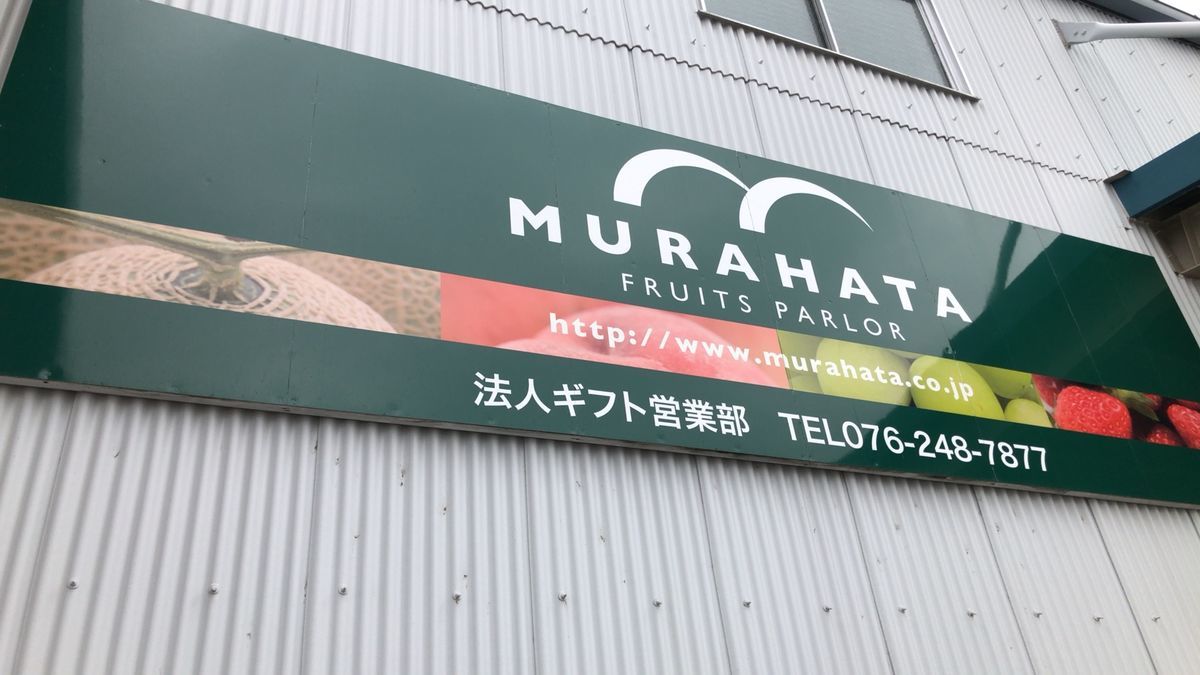 MURAHATA
FRUITS PARLOR
http://www.murahata.co.jp
法人ギフト営業部 TEL076-248-7877